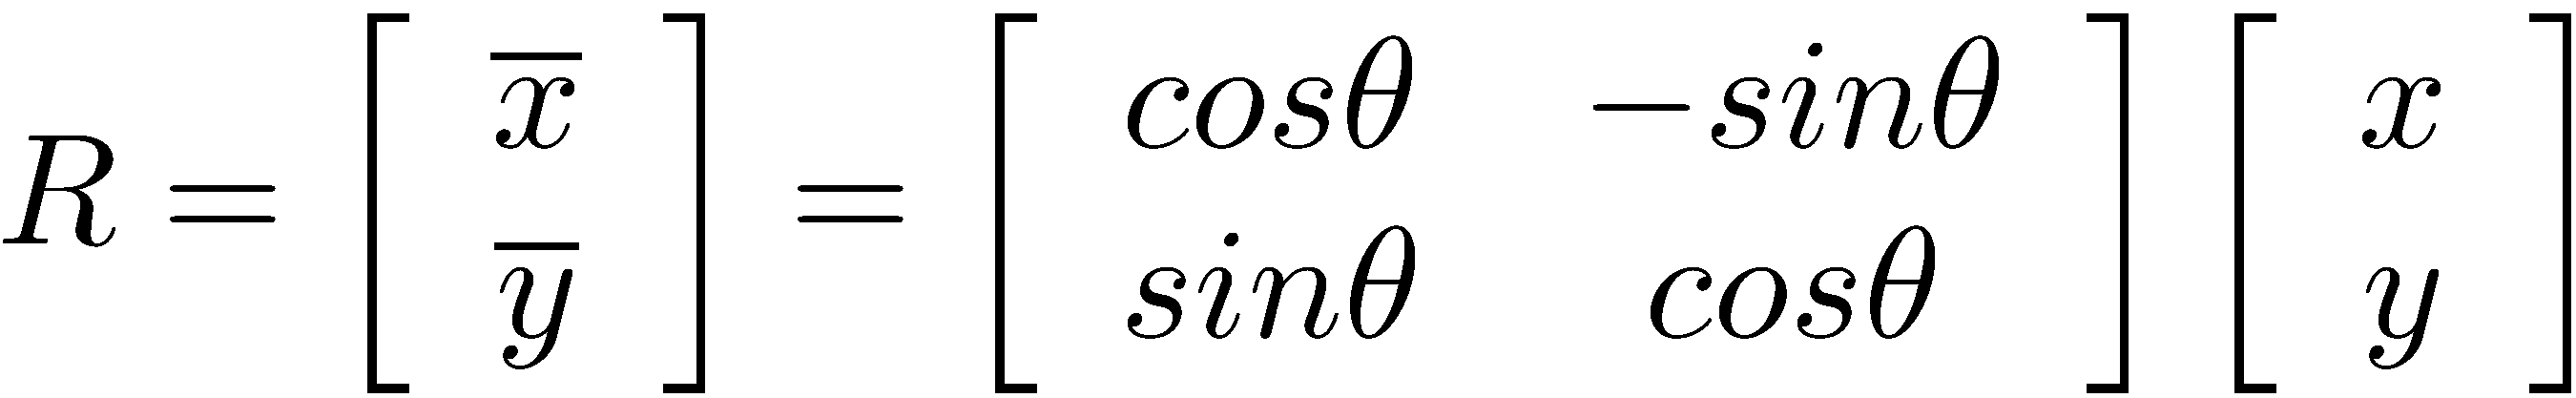 R = [ x̅ y̅ ] = [ cosθ −sinθ sinθ cosθ ] [ x y ]